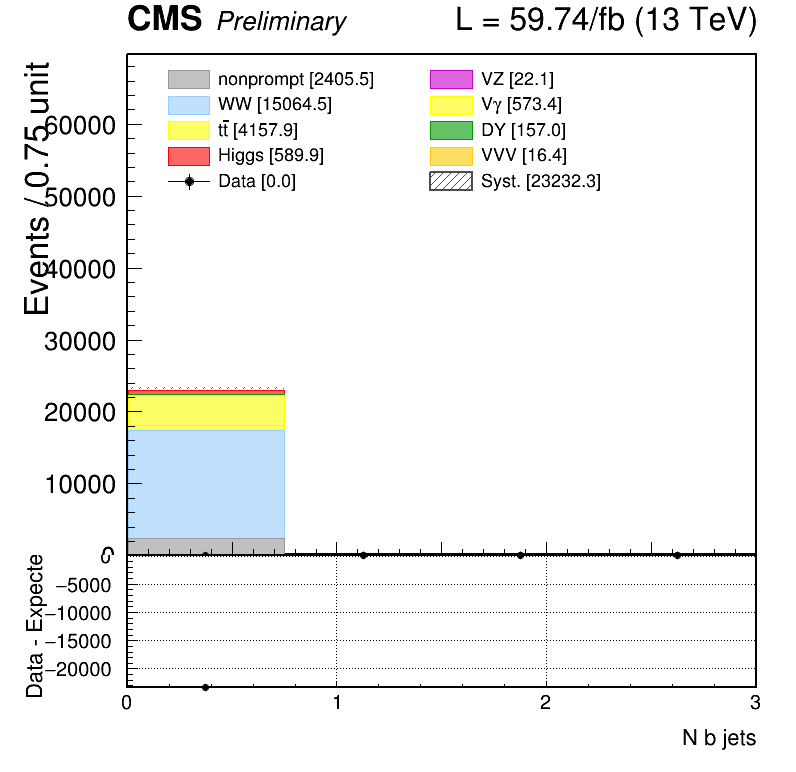 CMS Preliminary L = 59.74/fb (13 TeV)
Events / 0.75 unit
nonprompt [2405.5]
WW [15064.5]
tt̄ [4157.9]
Higgs [589.9]
Data [0.0]
VZ [22.1]
Vγ [573.4]
DY [157.0]
VVV [16.4]
Syst. [23232.3]
60000
50000
40000
30000
20000
10000
0
Data - Expecte
0
−5000
−10000
−15000
−20000
0 1 2 3
N b jets